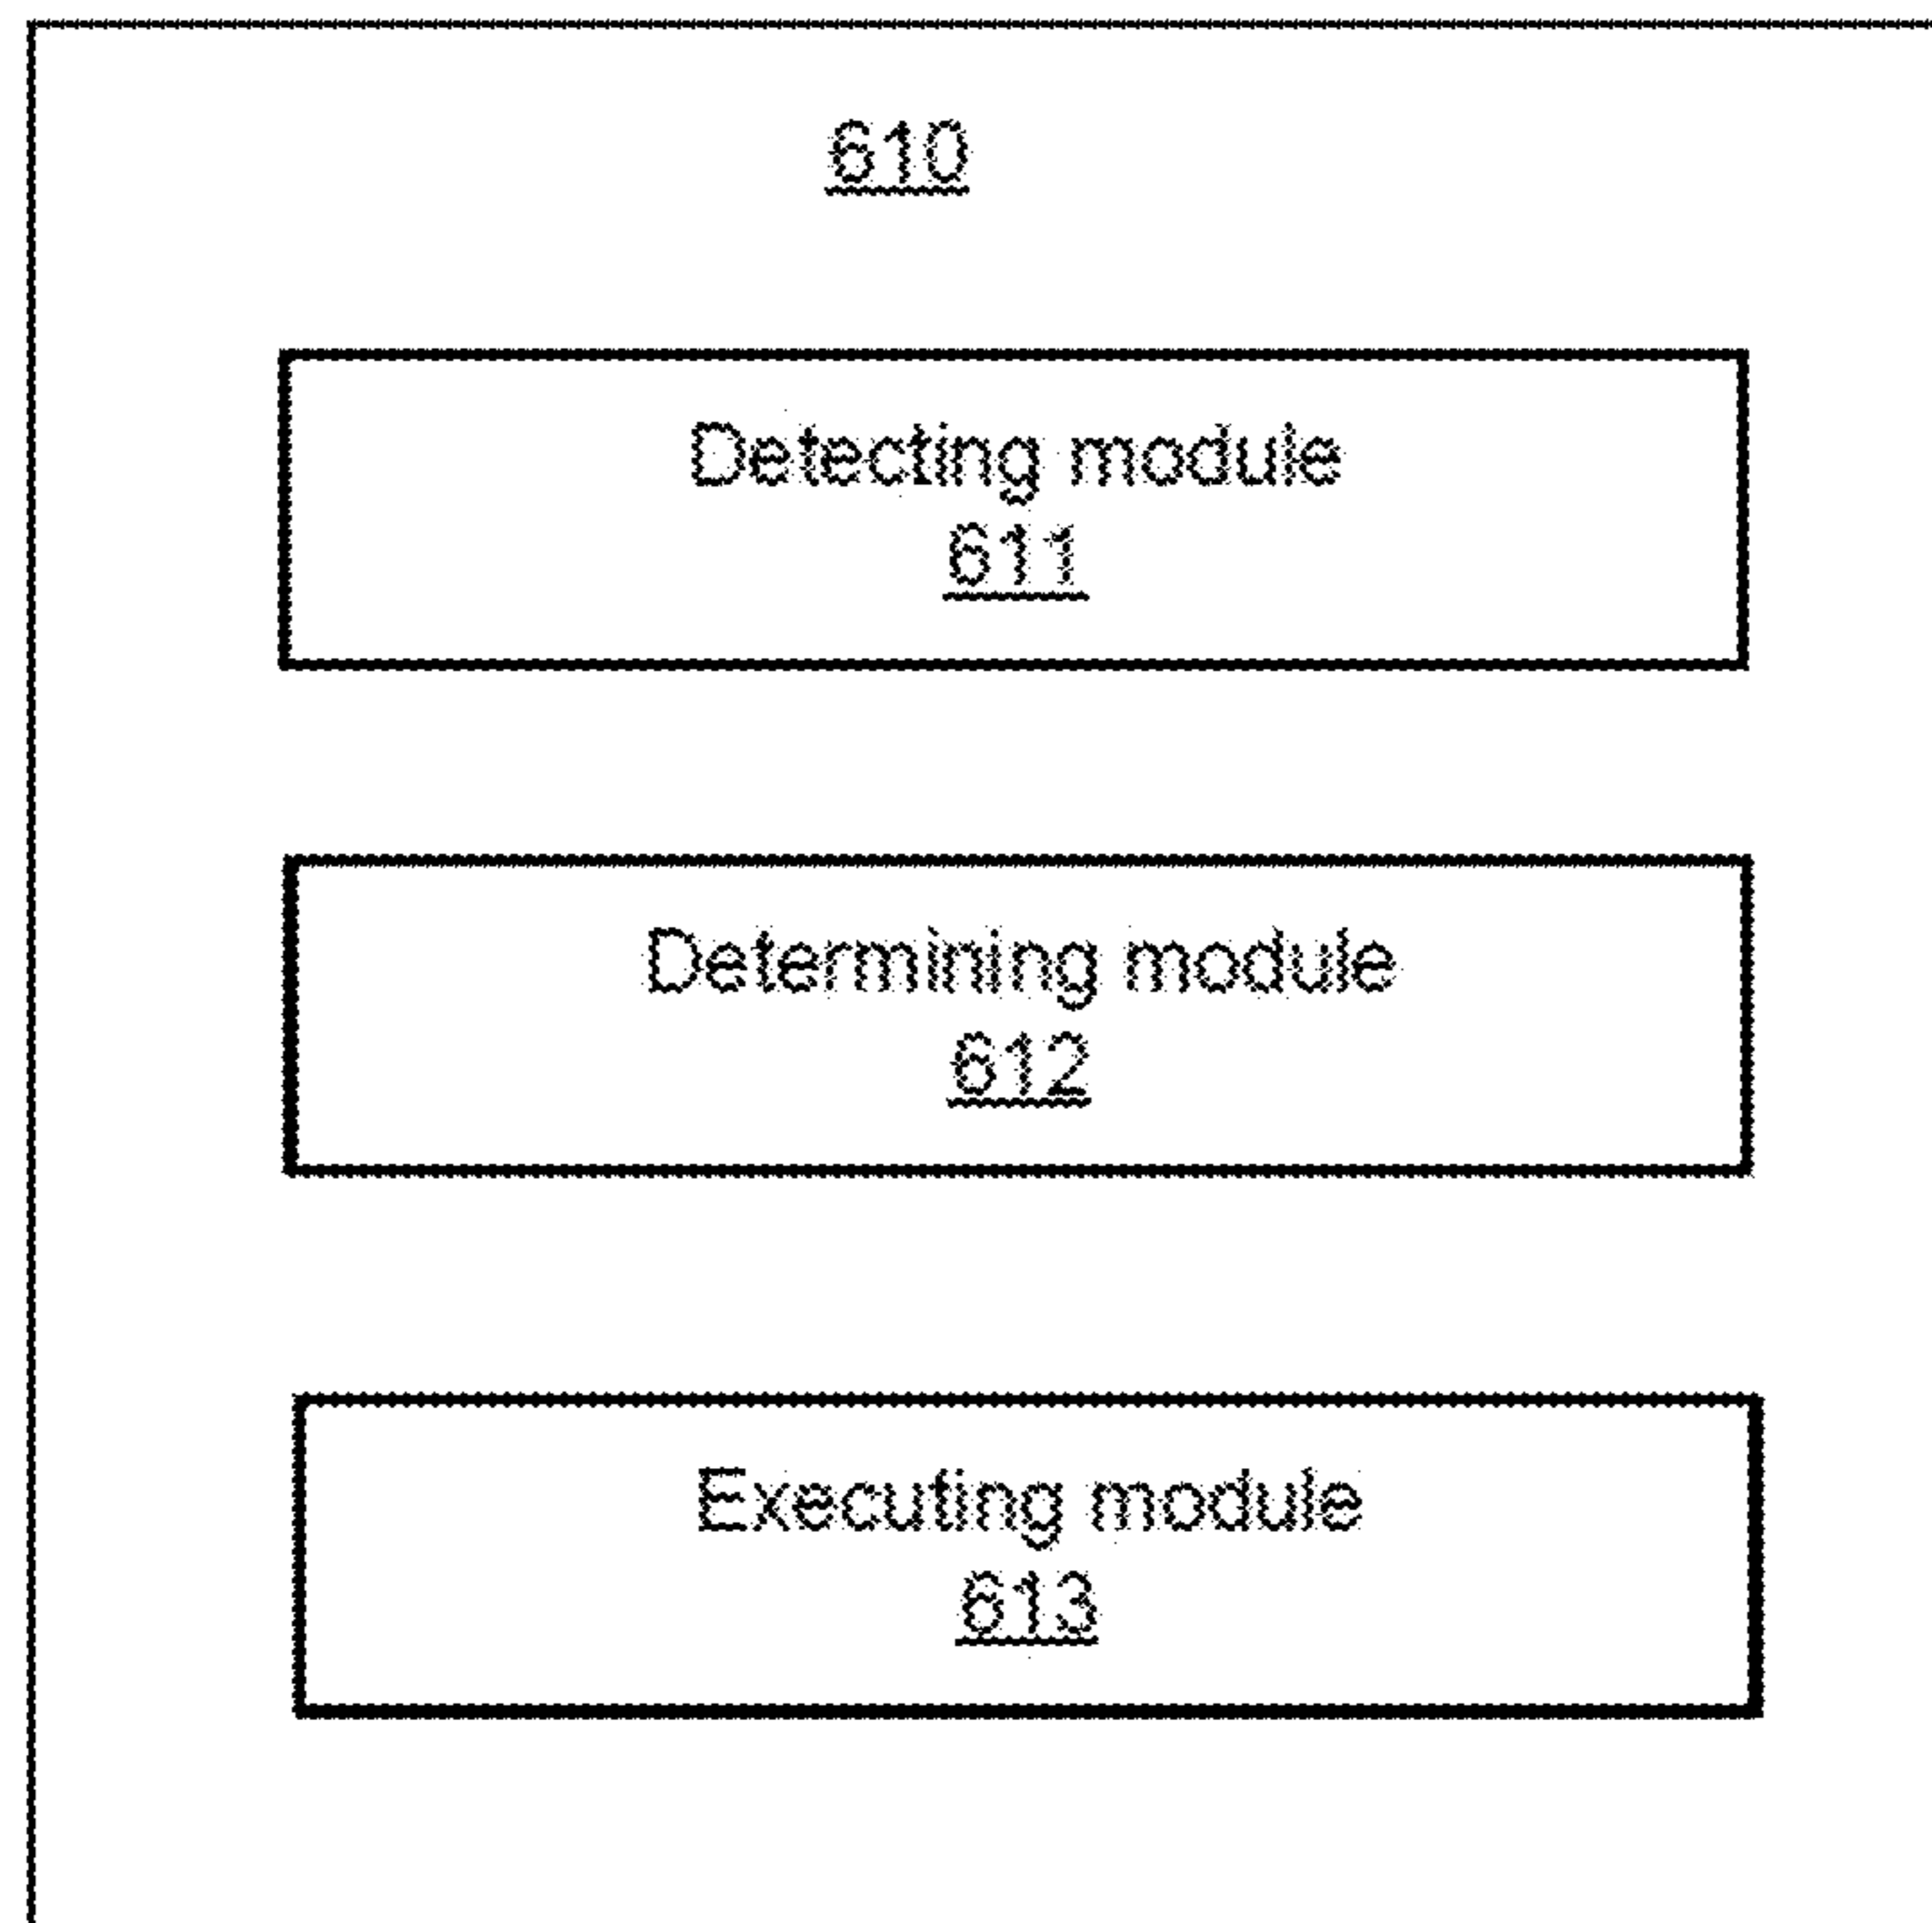 610
Detecting module
611
Determining module
612
Executing module
613